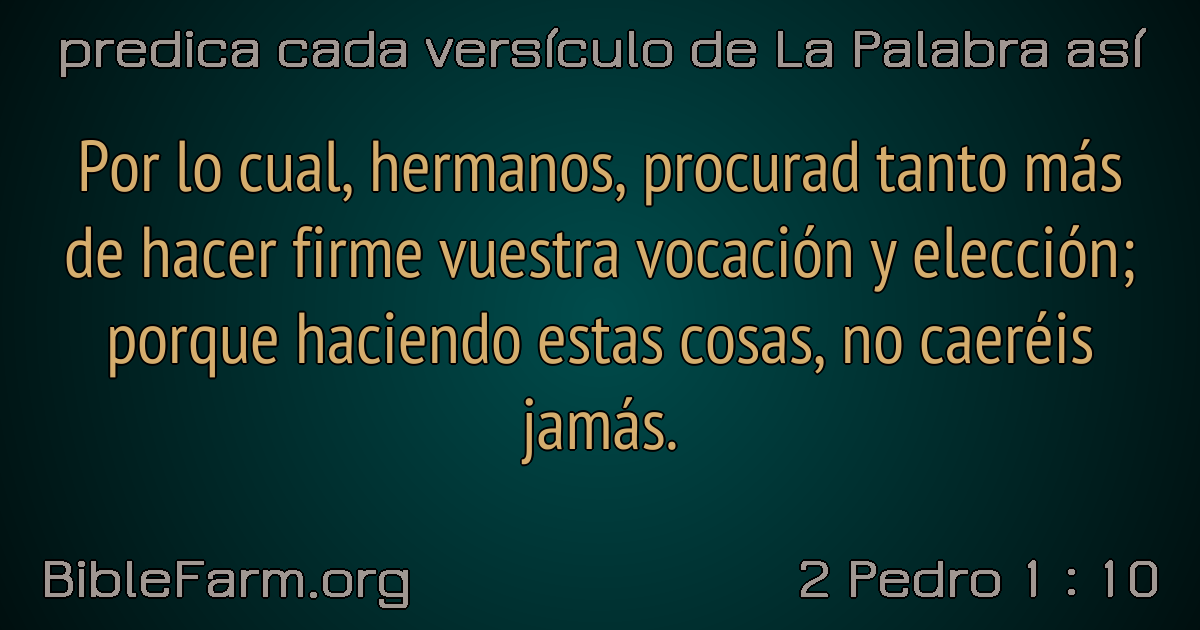 predica cada versículo de La Palabra así
Por lo cual, hermanos, procurad tanto más
de hacer firme vuestra vocación y elección;
porque haciendo estas cosas, no caeréis
jamás.
BibleFarm.org
2 Pedro 1 : 10